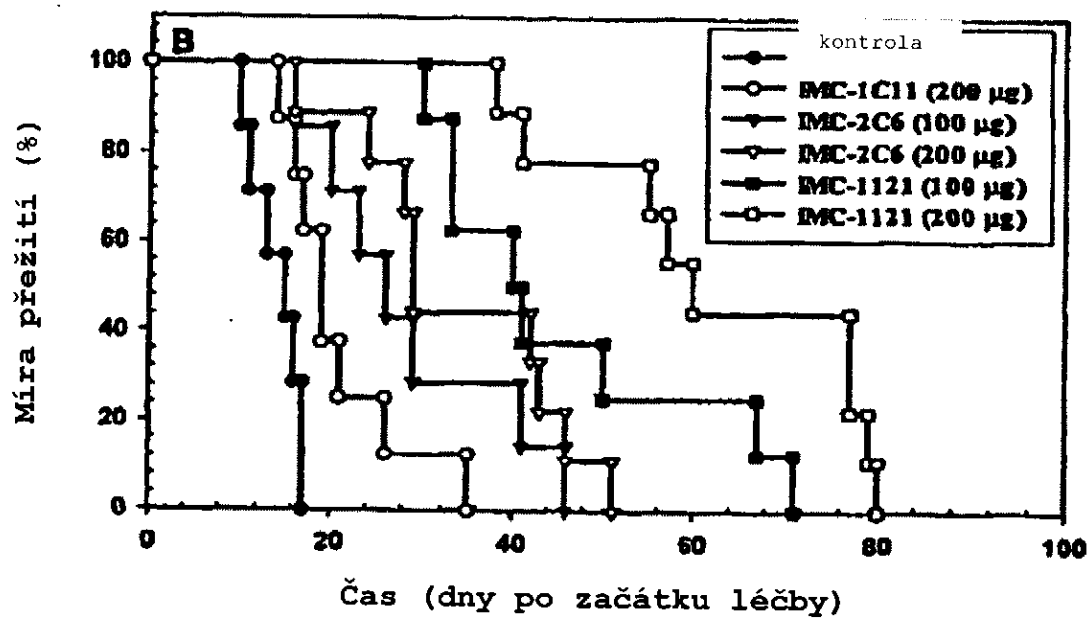 B
kontrola
IMC-1C11 (200 µg)
IMC-2C6 (100 µg)
IMC-2C6 (200 µg)
IMC-1121 (100 µg)
IMC-1121 (200 µg)
Míra přežití (%)
100
80
60
40
20
0
0 20 40 60 80 100
Čas (dny po začátku léčby)